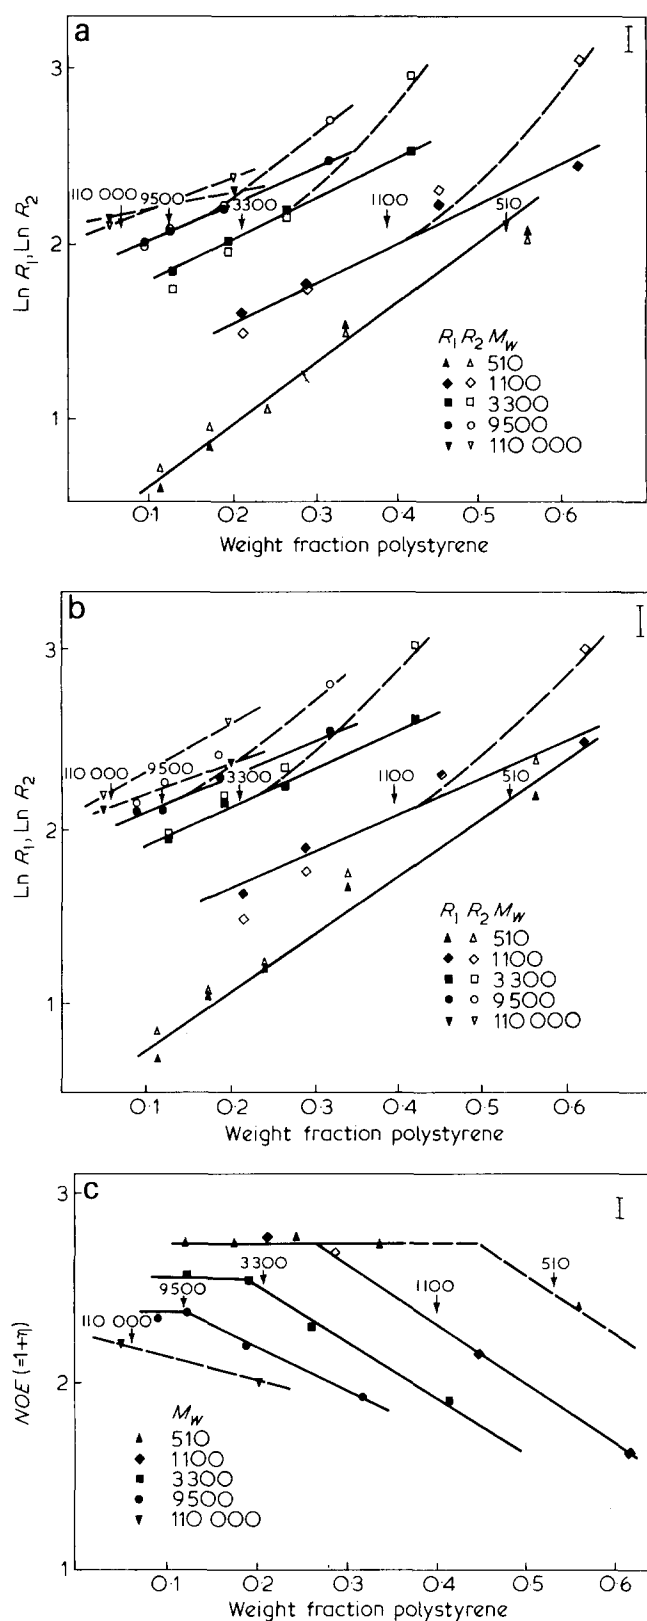 a
3
110 000
9500
3300
1100
510
2
Ln R₁, Ln R₂
R₁ R₂ Mw
510
1100
3300
9500
110 000
1
0·1 0·2 0·3 0·4 0·5 0·6
Weight fraction polystyrene
b
3
110 000
9500
3300
1100
510
2
Ln R₁, Ln R₂
R₁ R₂ Mw
510
1100
3300
9500
110 000
1
0·1 0·2 0·3 0·4 0·5 0·6
Weight fraction polystyrene
c
3
3300
510
9500
1100
110 000
NOE (=1+η)
2
Mw
510
1100
3300
9500
110 000
1
0·1 0·2 0·3 0·4 0·5 0·6
Weight fraction polystyrene